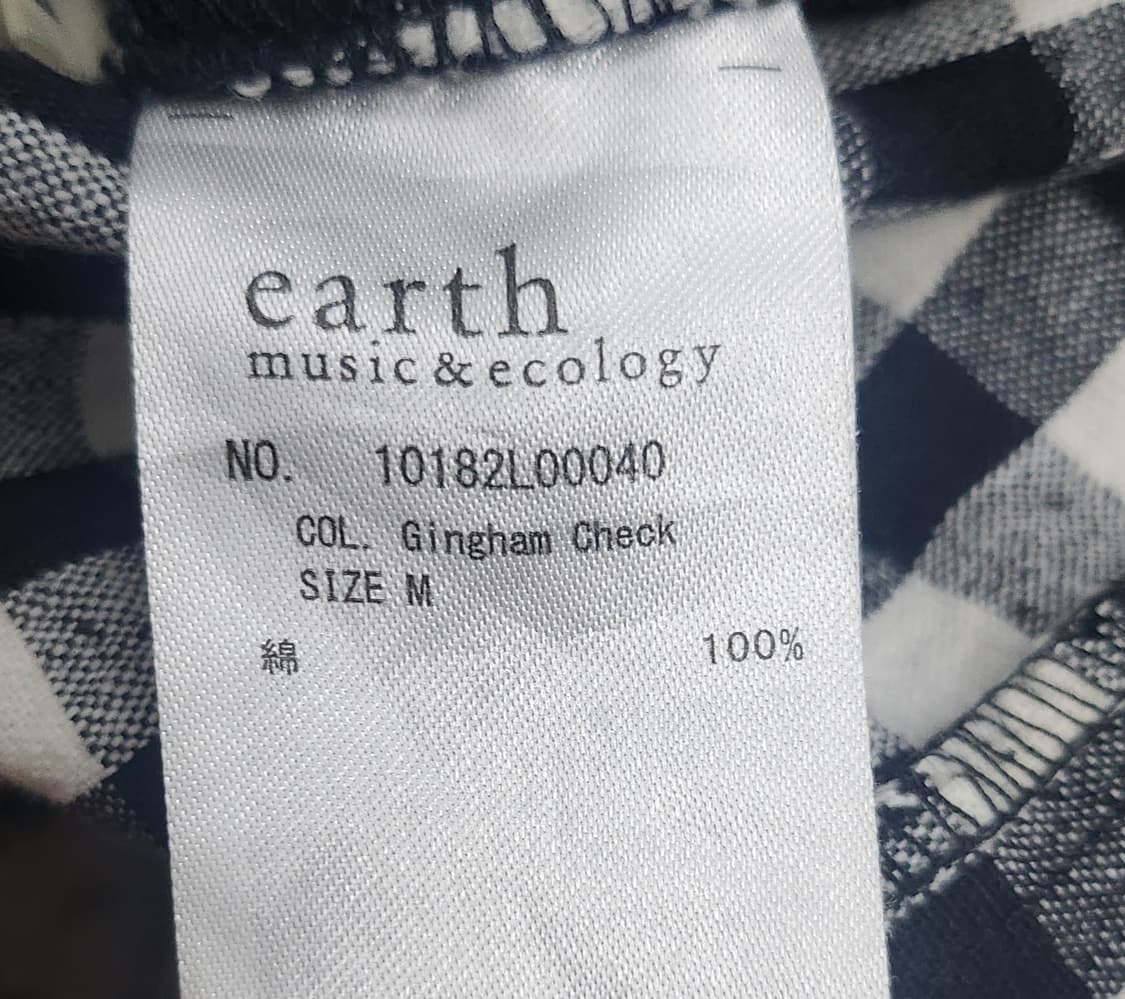 earth
music & ecology
NO. 10182L00040
COL. Gingham Check
SIZE M
綿 100%